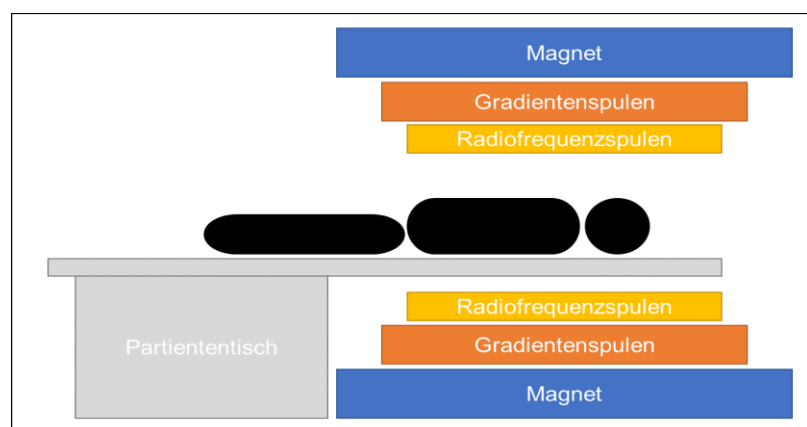 Magnet
Gradientenspulen
Radiofrequenzspulen
Radiofrequenzspulen
Gradientenspulen
Partiententisch
Magnet